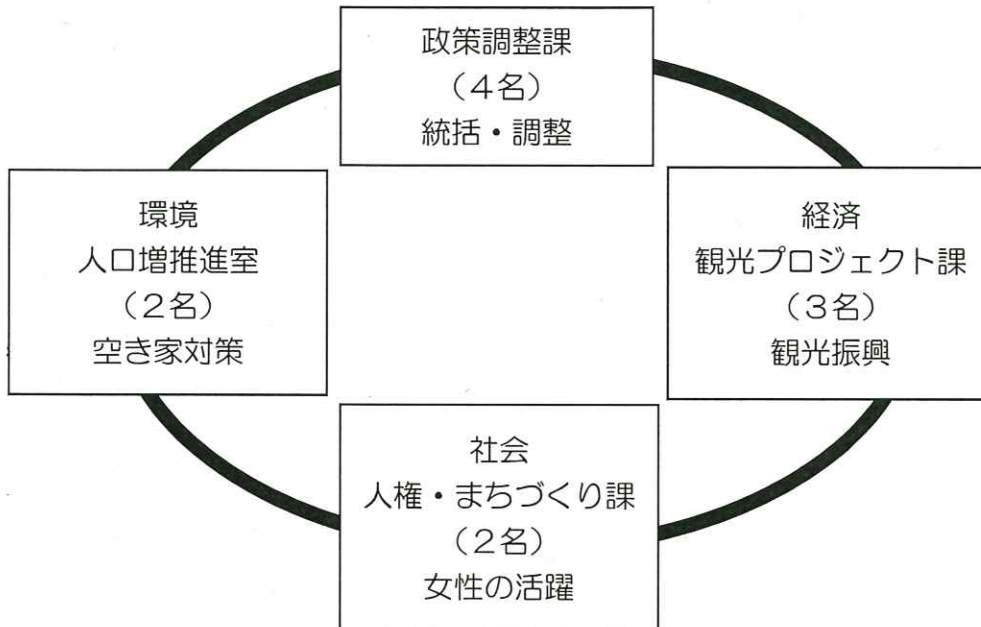 政策調整課
（4名）
統括・調整
環境
人口増推進室
（2名）
空き家対策
経済
観光プロジェクト課
（3名）
観光振興
社会
人権・まちづくり課
（2名）
女性の活躍